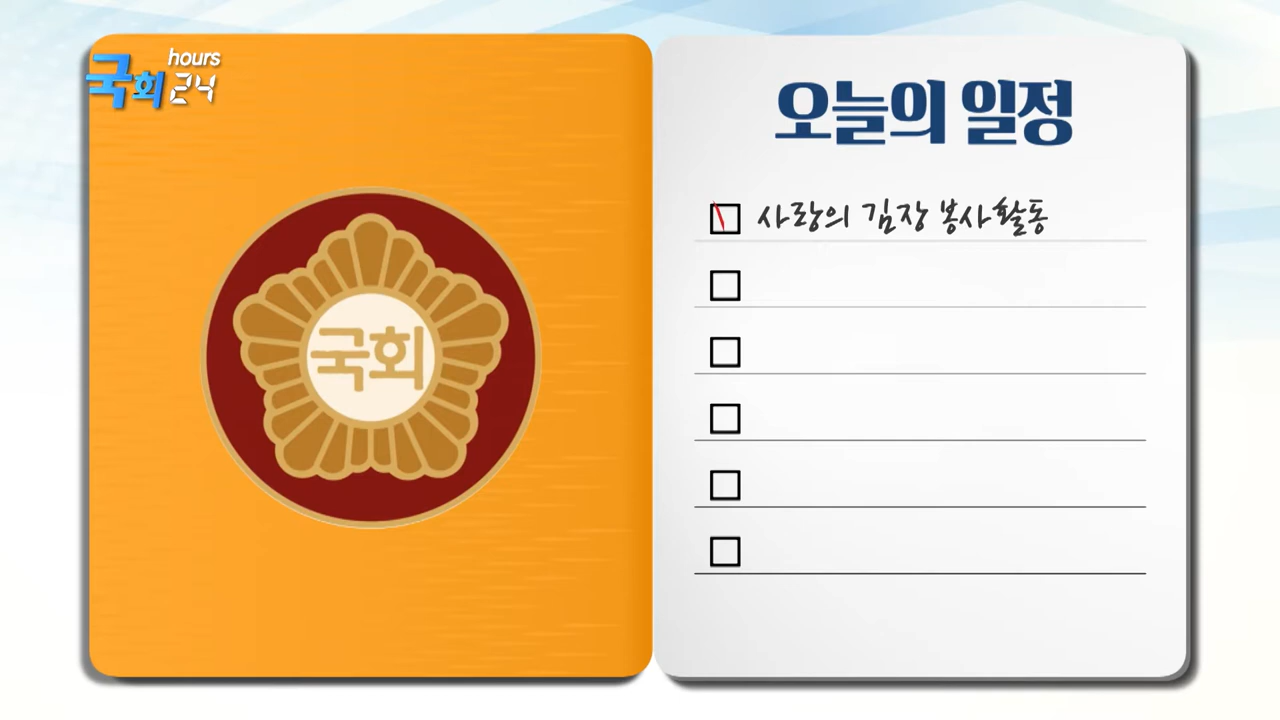 hours
국회 24
국회
오늘의 일정
사랑의 김장 봉사활동